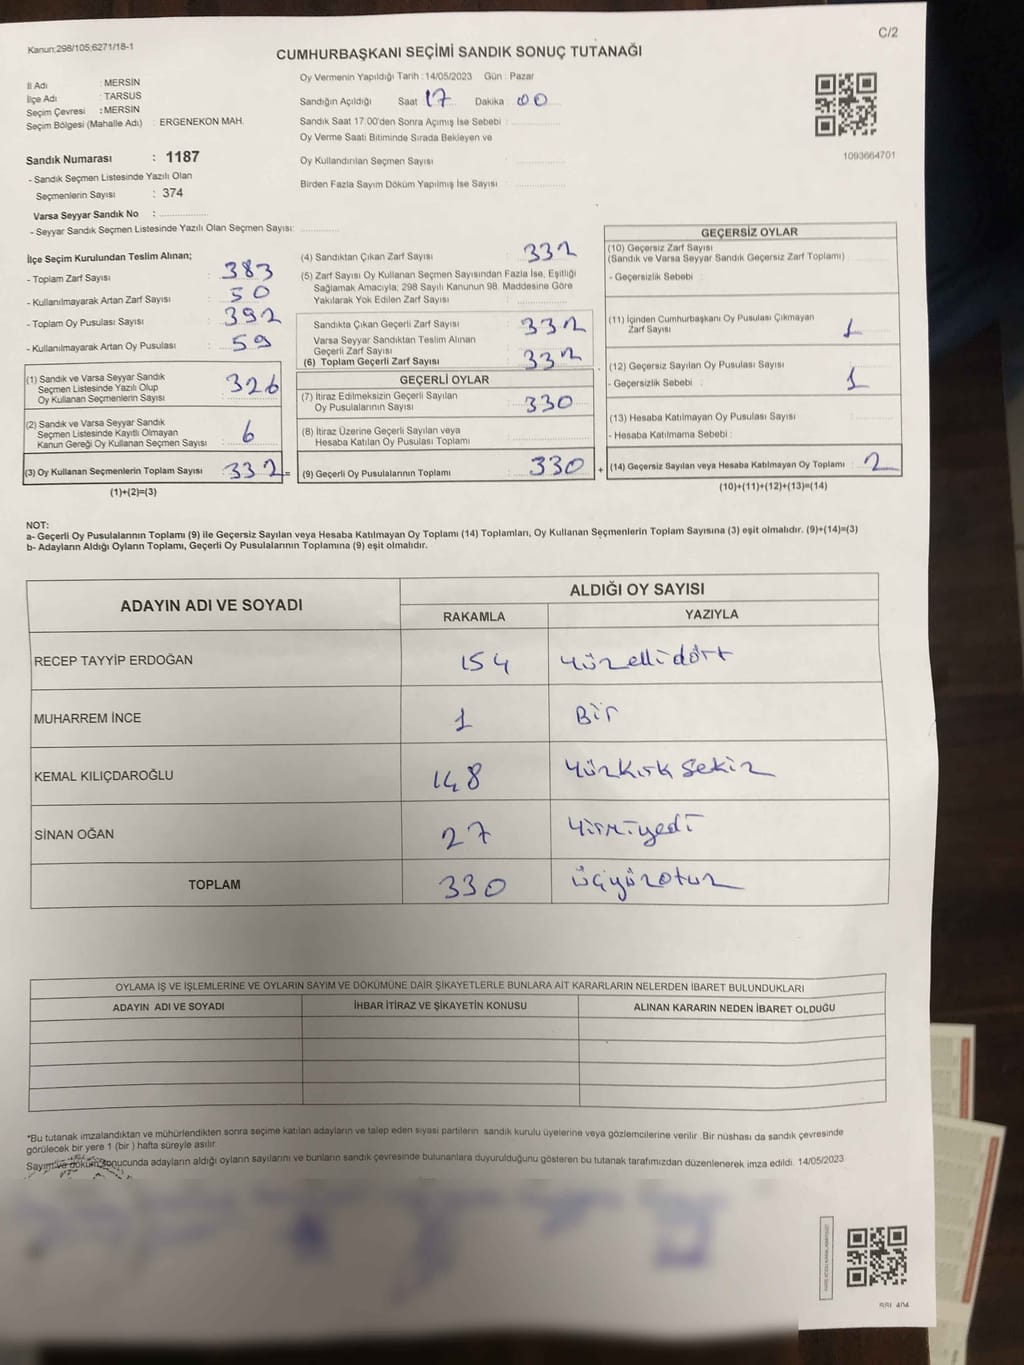 Kanun:298/105;6271/18-1
C/2
CUMHURBAŞKANI SEÇİMİ SANDIK SONUÇ TUTANAĞI
İl Adı : MERSİN
İlçe Adı : TARSUS
Seçim Çevresi : MERSİN
Seçim Bölgesi (Mahalle Adı) : ERGENEKON MAH.
Sandık Numarası : 1187
- Sandık Seçmen Listesinde Yazılı Olan
Seçmenlerin Sayısı : 374
Varsa Seyyar Sandık No :
- Seyyar Sandık Seçmen Listesinde Yazılı Olan Seçmen Sayısı:
Oy Vermenin Yapıldığı Tarih : 14/05/2023 Gün : Pazar
Sandığın Açıldığı Saat 17 Dakika : 00
Sandık Saat 17:00'den Sonra Açımış İse Sebebi :
Oy Verme Saati Bitiminde Sırada Bekleyen ve
Oy Kullandırılan Seçmen Sayısı :
Birden Fazla Sayım Döküm Yapılmış İse Sayısı :
1093664701
İlçe Seçim Kurulundan Teslim Alınan;
- Toplam Zarf Sayısı : 383
- Kullanılmayarak Artan Zarf Sayısı : 50
- Toplam Oy Pusulası Sayısı : 392
- Kullanılmayarak Artan Oy Pusulası : 59
(1) Sandık ve Varsa Seyyar Sandık
Seçmen Listesinde Yazılı Olup
Oy Kullanan Seçmenlerin Sayısı : 326
(2) Sandık ve Varsa Seyyar Sandık
Seçmen Listesinde Kayıtlı Olmayan
Kanun Gereği Oy Kullanan Seçmen Sayısı : 6
(3) Oy Kullanan Seçmenlerin Toplam Sayısı : 332 =
(1)+(2)=(3)
(4) Sandıktan Çıkan Zarf Sayısı : 332
(5) Zarf Sayısı Oy Kullanan Seçmen Sayısından Fazla İse, Eşitliği
Sağlamak Amacıyla; 298 Sayılı Kanunun 98. Maddesine Göre
Yakılarak Yok Edilen Zarf Sayısı :
Sandıkta Çıkan Geçerli Zarf Sayısı : 332
Varsa Seyyar Sandıktan Teslim Alınan
Geçerli Zarf Sayısı :
(6) Toplam Geçerli Zarf Sayısı : 332
GEÇERLİ OYLAR
(7) İtiraz Edilmeksizin Geçerli Sayılan
Oy Pusulalarının Sayısı : 330
(8) İtiraz Üzerine Geçerli Sayılan veya
Hesaba Katılan Oy Pusulası Toplamı :
(9) Geçerli Oy Pusulalarının Toplamı : 330 +
GEÇERSİZ OYLAR
(10) Geçersiz Zarf Sayısı
(Sandık ve Varsa Seyyar Sandık Geçersiz Zarf Toplamı)
- Geçersizlik Sebebi :
(11) İçinden Cumhurbaşkanı Oy Pusulası Çıkmayan
Zarf Sayısı : 1
(12) Geçersiz Sayılan Oy Pusulası Sayısı :
- Geçersizlik Sebebi : 1
(13) Hesaba Katılmayan Oy Pusulası Sayısı :
- Hesaba Katılmama Sebebi :
(14) Geçersiz Sayılan veya Hesaba Katılmayan Oy Toplamı : 2
(10)+(11)+(12)+(13)=(14)
NOT:
a- Geçerli Oy Pusulalarının Toplamı (9) ile Geçersiz Sayılan veya Hesaba Katılmayan Oy Toplamı (14) Toplamları, Oy Kullanan Seçmenlerin Toplam Sayısına (3) eşit olmalıdır. (9)+(14)=(3)
b- Adayların Aldığı Oyların Toplamı, Geçerli Oy Pusulalarının Toplamına (9) eşit olmalıdır.
ADAYIN ADI VE SOYADI
ALDIĞI OY SAYISI
RAKAMLA YAZIYLA
RECEP TAYYİP ERDOĞAN 154 Yüzellidört
MUHARREM İNCE 1 Bir
KEMAL KILIÇDAROĞLU 148 Yüzkırk Sekiz
SİNAN OĞAN 27 Yirmiyedi
TOPLAM 330 üçyüzotuz
OYLAMA İŞ VE İŞLEMLERİNE VE OYLARIN SAYIM VE DÖKÜMÜNE DAİR ŞİKAYETLERLE BUNLARA AİT KARARLARIN NELERDEN İBARET BULUNDUKLARI
ADAYIN ADI VE SOYADI İHBAR İTİRAZ VE ŞİKAYETİN KONUSU ALINAN KARARIN NEDEN İBARET OLDUĞU
*Bu tutanak imzalandıktan ve mühürlendikten sonra seçime katılan adayların ve talep eden siyasi partilerin sandık kurulu üyelerine veya gözlemcilerine verilir. Bir nüshası da sandık çevresinde
görülecek bir yere 1 (bir ) hafta süreyle asılır.
Sayım ve döküm sonucunda adayların aldığı oyların sayılarını ve bunların sandık çevresinde bulunanlara duyurulduğunu gösteren bu tutanak tarafımızdan düzenlenerek imza edildi. 14/05/2023